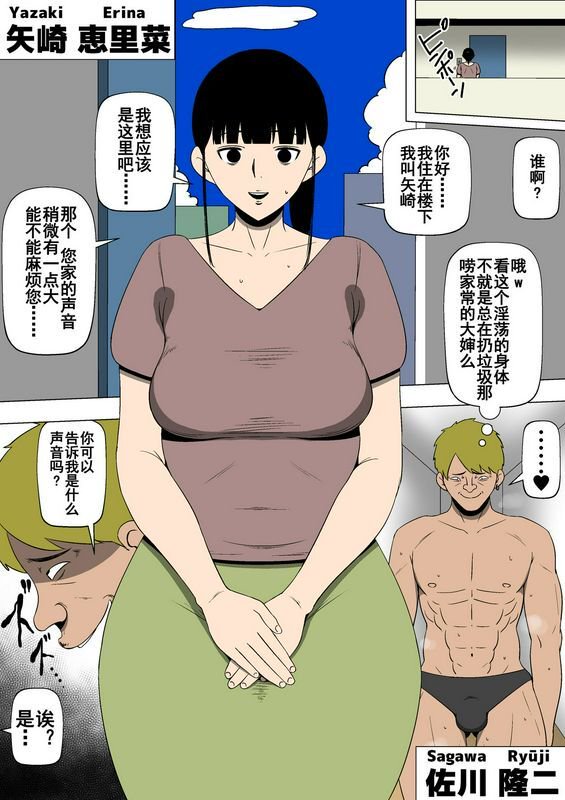 Yazaki Erina
矢崎 恵里菜
ピンポーン
谁啊？
你好……
我住在楼下
我叫矢崎
我想应该
是这里吧……
那个 您家的声音
稍微有一点大
能不能麻烦您……
哦w
看这个淫荡的身体
不就是总在扔垃圾那
唠家常的大婶么
……♥
你可以
告诉我是什么
声音吗？
诶？
是
Sagawa Ryūji
佐川 隆二